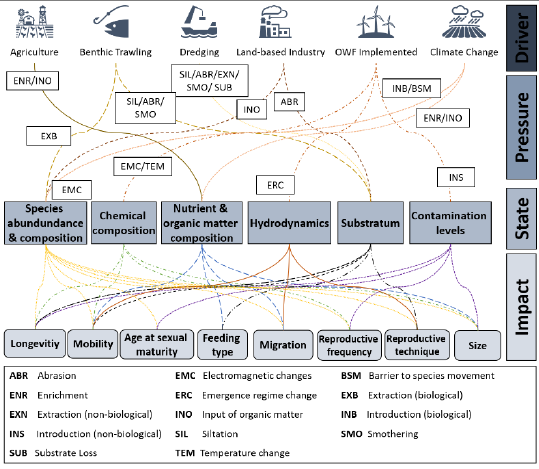 Agriculture Benthic Trawling Dredging Land-based Industry OWF Implemented Climate Change
Driver
ENR/INO
SIL/ABR/EXN/
SMO/ SUB
INB/BSM
SIL/ABR/
SMO
INO
ABR
ENR/INO
EXB
EMC/TEM
INS
EMC
ERC
Pressure
Species
abundundance
& composition
Chemical
composition
Nutrient &
organic matter
composition
Hydrodynamics
Substratum
Contamination
levels
State
Impact
Longevitiy
Mobility
Age at sexual
maturity
Feeding
type
Migration
Reproductive
frequency
Reproductive
technique
Size
ABR Abrasion EMC Electromagnetic changes BSM Barrier to species movement
ENR Enrichment ERC Emergence regime change EXB Extraction (biological)
EXN Extraction (non-biological) INO Input of organic matter INB Introduction (biological)
INS Introduction (non-biological) SIL Siltation SMO Smothering
SUB Substrate Loss TEM Temperature change